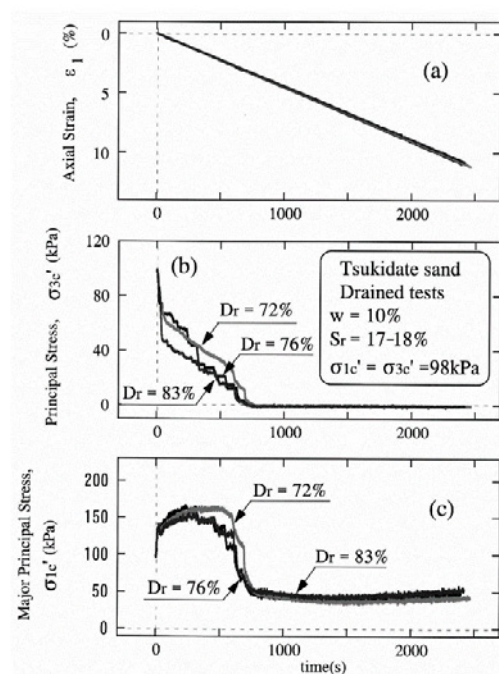 Axial Strain, ε1 (%)
0
5
10
(a)
0
1000
2000
Principal Stress, σ3c' (kPa)
120
80
40
0
(b)
Dr = 72%
Dr = 76%
Dr = 83%
Tsukidate sand
Drained tests
w = 10%
Sr = 17-18%
σ1c' = σ3c' =98kPa
0
1000
2000
Major Principal Stress,
σ1c' (kPa)
200
150
100
50
0
(c)
Dr = 72%
Dr = 83%
Dr = 76%
0
1000
2000
time(s)